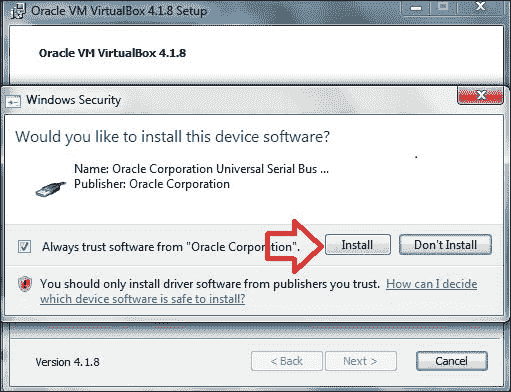 Oracle VM VirtualBox 4.1.8 Setup
Oracle VM VirtualBox 4.1.8
Windows Security
Would you like to install this device software?
Name: Oracle Corporation Universal Serial Bus ...
Publisher: Oracle Corporation
Always trust software from "Oracle Corporation".
Install
Don't Install
You should only install driver software from publishers you trust. How can I decide
which device software is safe to install?
Version 4.1.8
< Back
Next >
Cancel